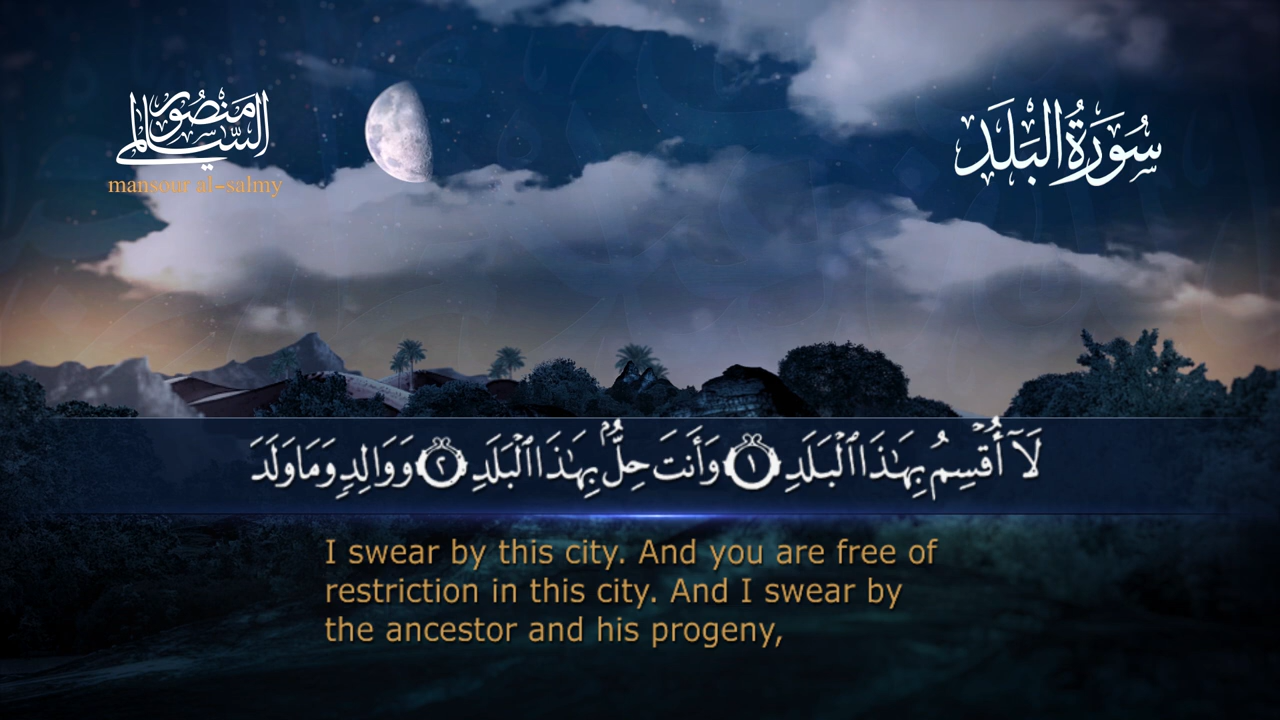 منصور السالمي
mansour al-salmy
سُورَةُ البَلَد
لَآ أُقْسِمُ بِهَٰذَا ٱلْبَلَدِ ١ وَأَنتَ حِلٌّۢ بِهَٰذَا ٱلْبَلَدِ ٢ وَوَالِدٍ وَمَا وَلَدَ
I swear by this city. And you are free of
restriction in this city. And I swear by
the ancestor and his progeny,